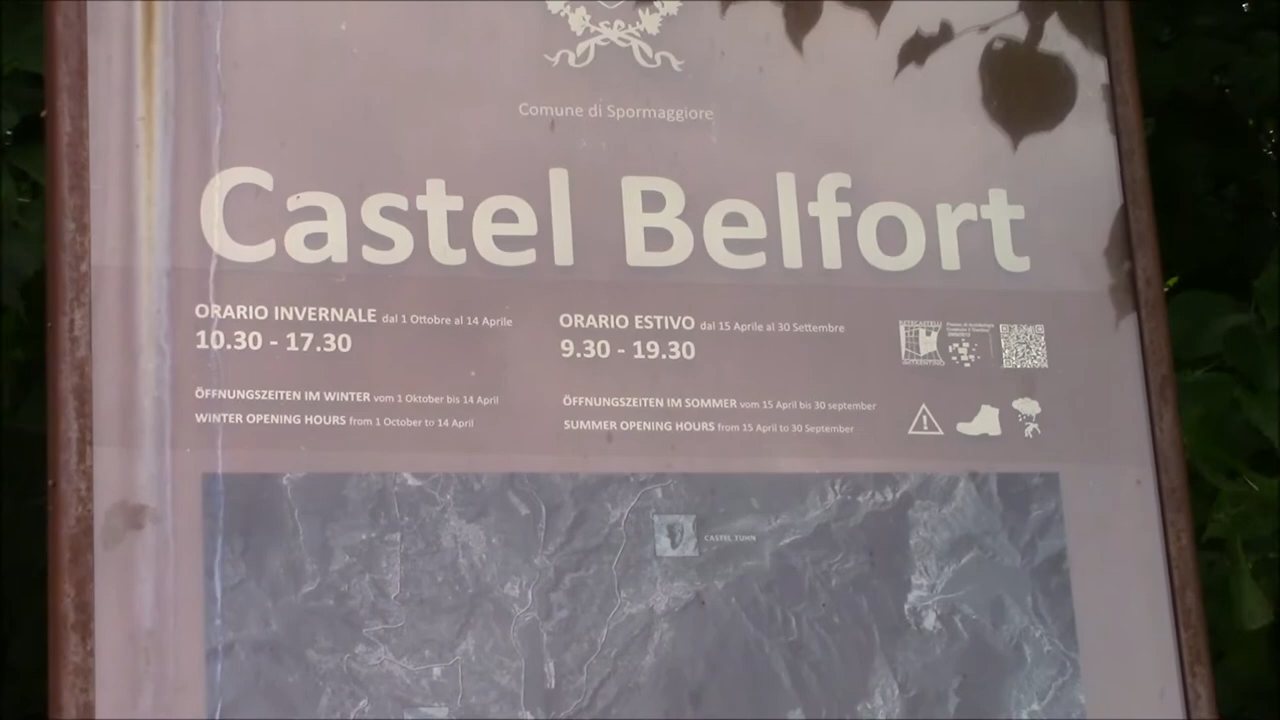 Comune di Spormaggiore
Castel Belfort
ORARIO INVERNALE dal 1 Ottobre al 14 Aprile
10.30 - 17.30
ORARIO ESTIVO dal 15 Aprile al 30 Settembre
9.30 - 19.30
ÖFFNUNGSZEITEN IM WINTER vom 1 Oktober bis 14 April
WINTER OPENING HOURS from 1 October to 14 April
ÖFFNUNGSZEITEN IM SOMMER vom 15 April bis 30 september
SUMMER OPENING HOURS from 15 April to 30 September
CASTEL